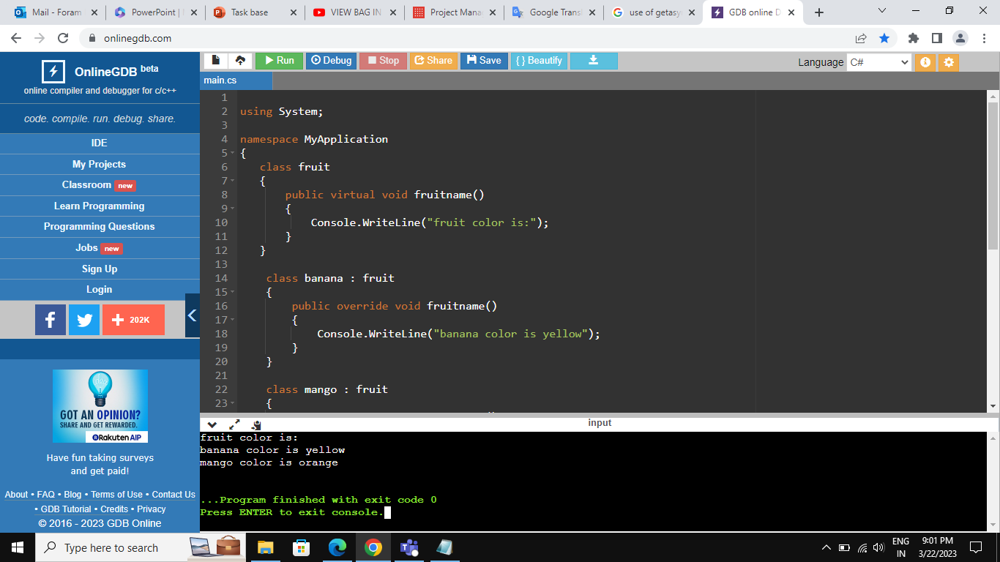 Mail - Foram
PowerPoint |
Task base
VIEW BAG IN
Project Mana
Google Transl
use of getasy
GDB online D
onlinegdb.com
OnlineGDB beta
online compiler and debugger for c/c++
code. compile. run. debug. share.
IDE
My Projects
Classroom new
Learn Programming
Programming Questions
Jobs new
Sign Up
Login
f
+ 202K
GOT AN OPINION?
SHARE AND GET REWARDED.
Rakuten AIP
Have fun taking surveys
and get paid!
About • FAQ • Blog • Terms of Use • Contact Us
• GDB Tutorial • Credits • Privacy
© 2016 - 2023 GDB Online
Run Debug Stop Share Save { } Beautify
Language C#
main.cs
1
2 using System;
3
4 namespace MyApplication
5 {
6 class fruit
7 {
8 public virtual void fruitname()
9 {
10 Console.WriteLine("fruit color is:");
11 }
12 }
13
14 class banana : fruit
15 {
16 public override void fruitname()
17 {
18 Console.WriteLine("banana color is yellow");
19 }
20 }
21
22 class mango : fruit
23 {
input
fruit color is:
banana color is yellow
mango color is orange
...Program finished with exit code 0
Press ENTER to exit console.
Type here to search
ENG
IN
9:01 PM
3/22/2023